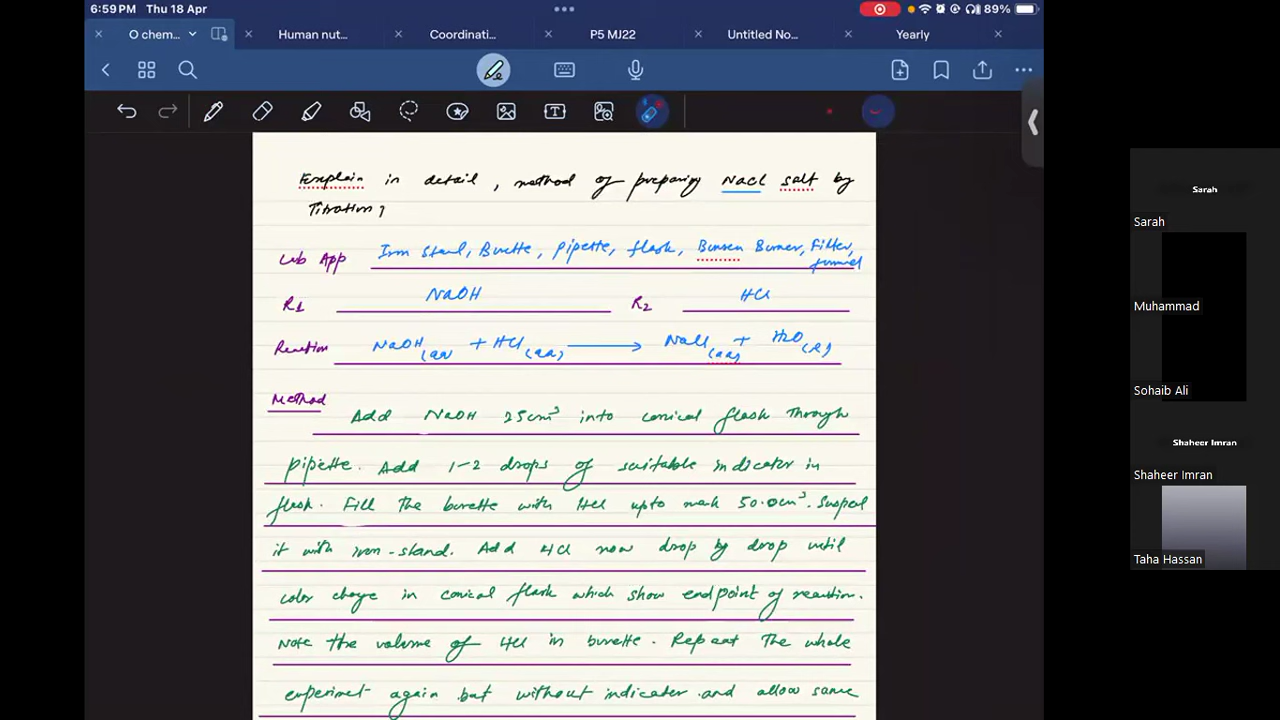 6:59 PM Thu 18 Apr
89%
O chem...
Human nut...
Coordinati...
P5 MJ22
Untitled No...
Yearly
Explain in detail, method of preparing NaCl salt by
Titration?
Lab App Iron Stand, Burette, pipette, flask, Bunsen Burner, Filter funnel
R1 NaOH R2 HCl
Reaction NaOH(aq) + HCl(aq) → NaCl(aq) + H2O(l)
Method
Add NaOH 25cm³ into conical flask through
pipette. Add 1-2 drops of suitable indicator in
flask. Fill the burette with HCl upto mark 50.0cm³. Suspend
it with iron-stand. Add HCl now drop by drop until
color change in conical flask which show endpoint of reaction.
Note the volume of HCl in burette. Repeat the whole
experiment again but without indicator and allow same
Sarah
Sarah
Muhammad
Sohaib Ali
Shaheer Imran
Shaheer Imran
Taha Hassan